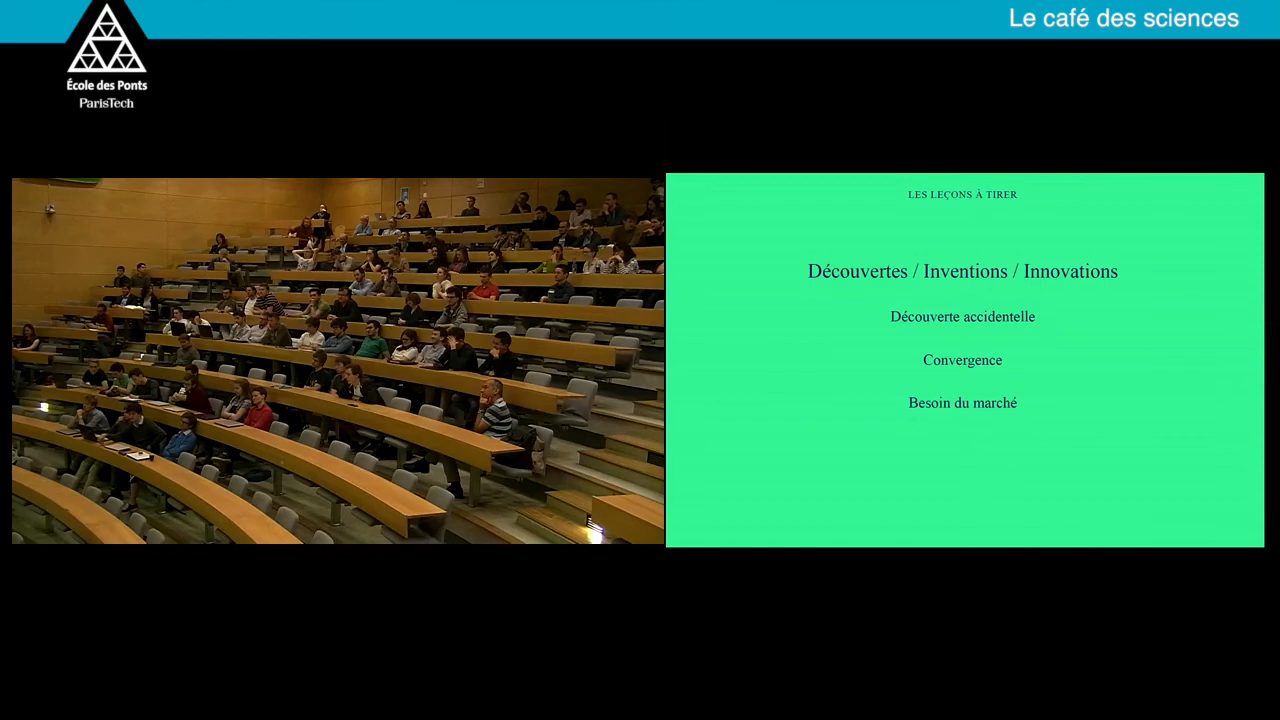 Le café des sciences
École des Ponts
ParisTech
LES LEÇONS À TIRER
Découvertes / Inventions / Innovations
Découverte accidentelle
Convergence
Besoin du marché